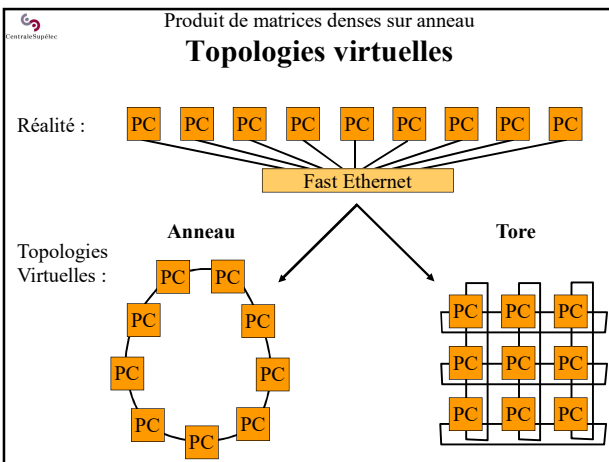 CentraleSupélec
Produit de matrices denses sur anneau
Topologies virtuelles
Réalité :
PC PC PC PC PC PC PC PC PC
Fast Ethernet
Anneau
Tore
Topologies
Virtuelles :
PC PC
PC PC
PC PC
PC PC
PC
PC PC PC
PC PC PC
PC PC PC